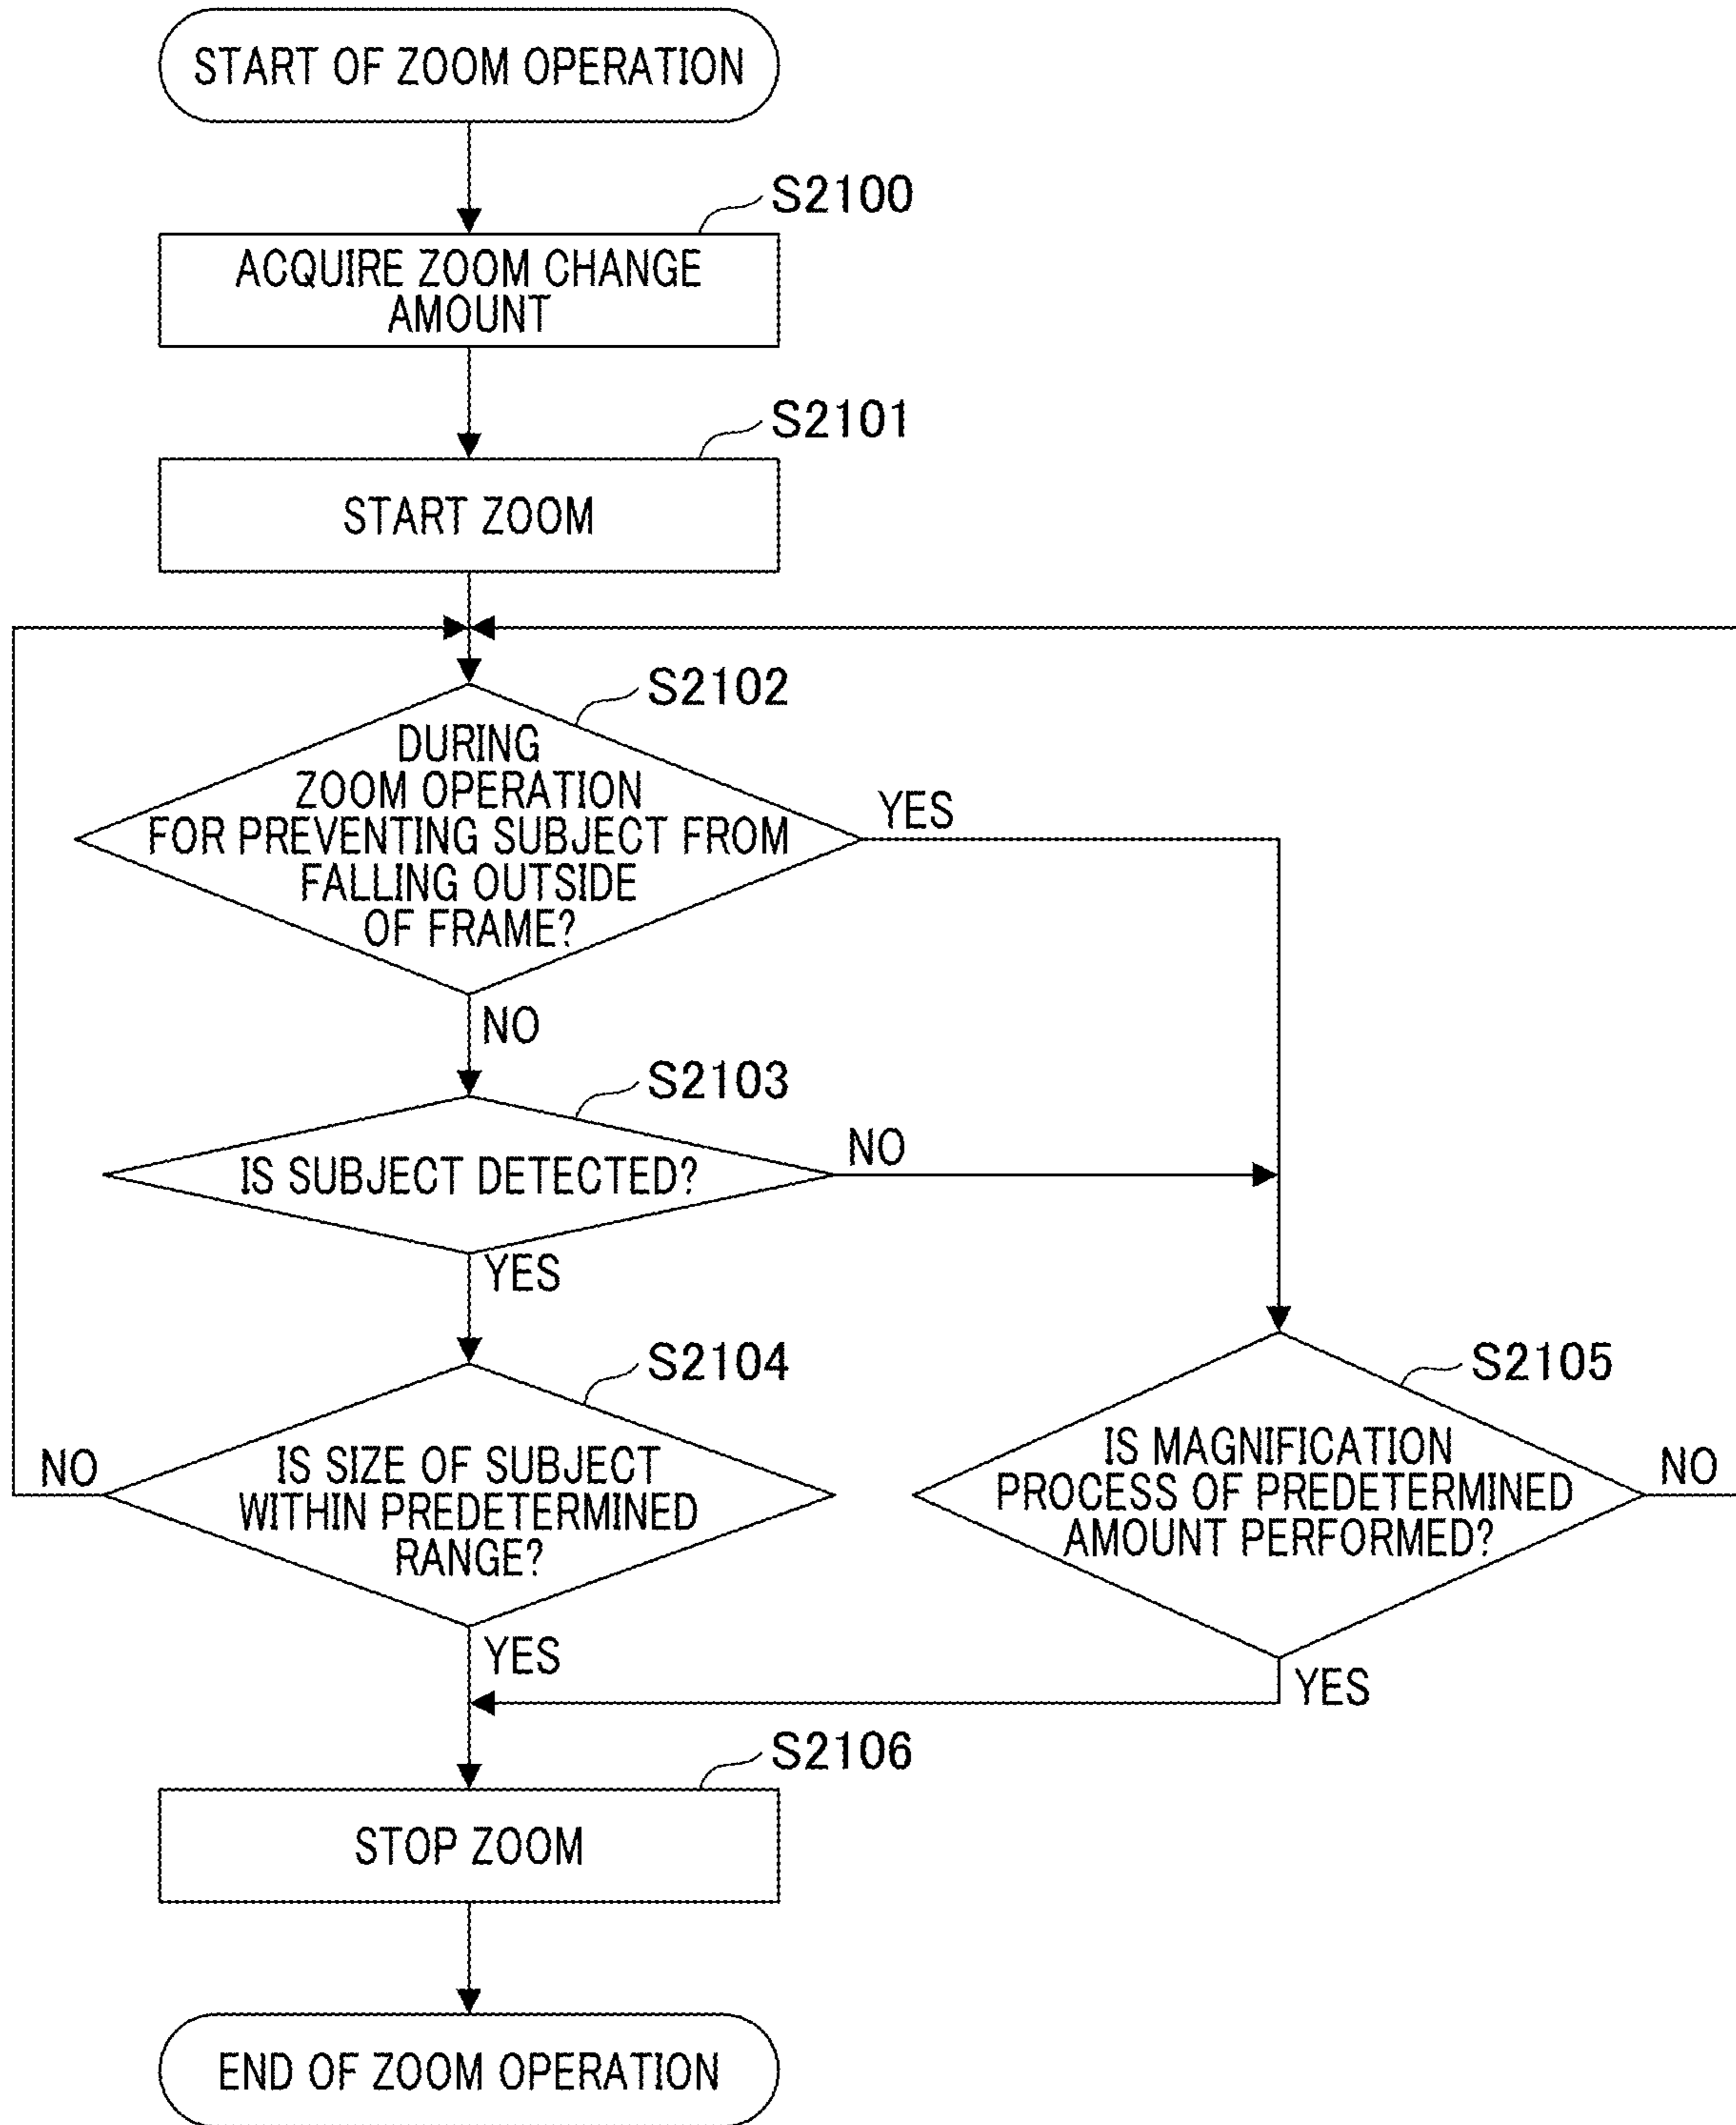 START OF ZOOM OPERATION
S2100
ACQUIRE ZOOM CHANGE
AMOUNT
S2101
START ZOOM
S2102
DURING
ZOOM OPERATION
FOR PREVENTING SUBJECT FROM
FALLING OUTSIDE
OF FRAME?
YES
NO
S2103
IS SUBJECT DETECTED?
NO
YES
S2104
IS SIZE OF SUBJECT
WITHIN PREDETERMINED
RANGE?
NO
YES
S2105
IS MAGNIFICATION
PROCESS OF PREDETERMINED
AMOUNT PERFORMED?
NO
YES
S2106
STOP ZOOM
END OF ZOOM OPERATION